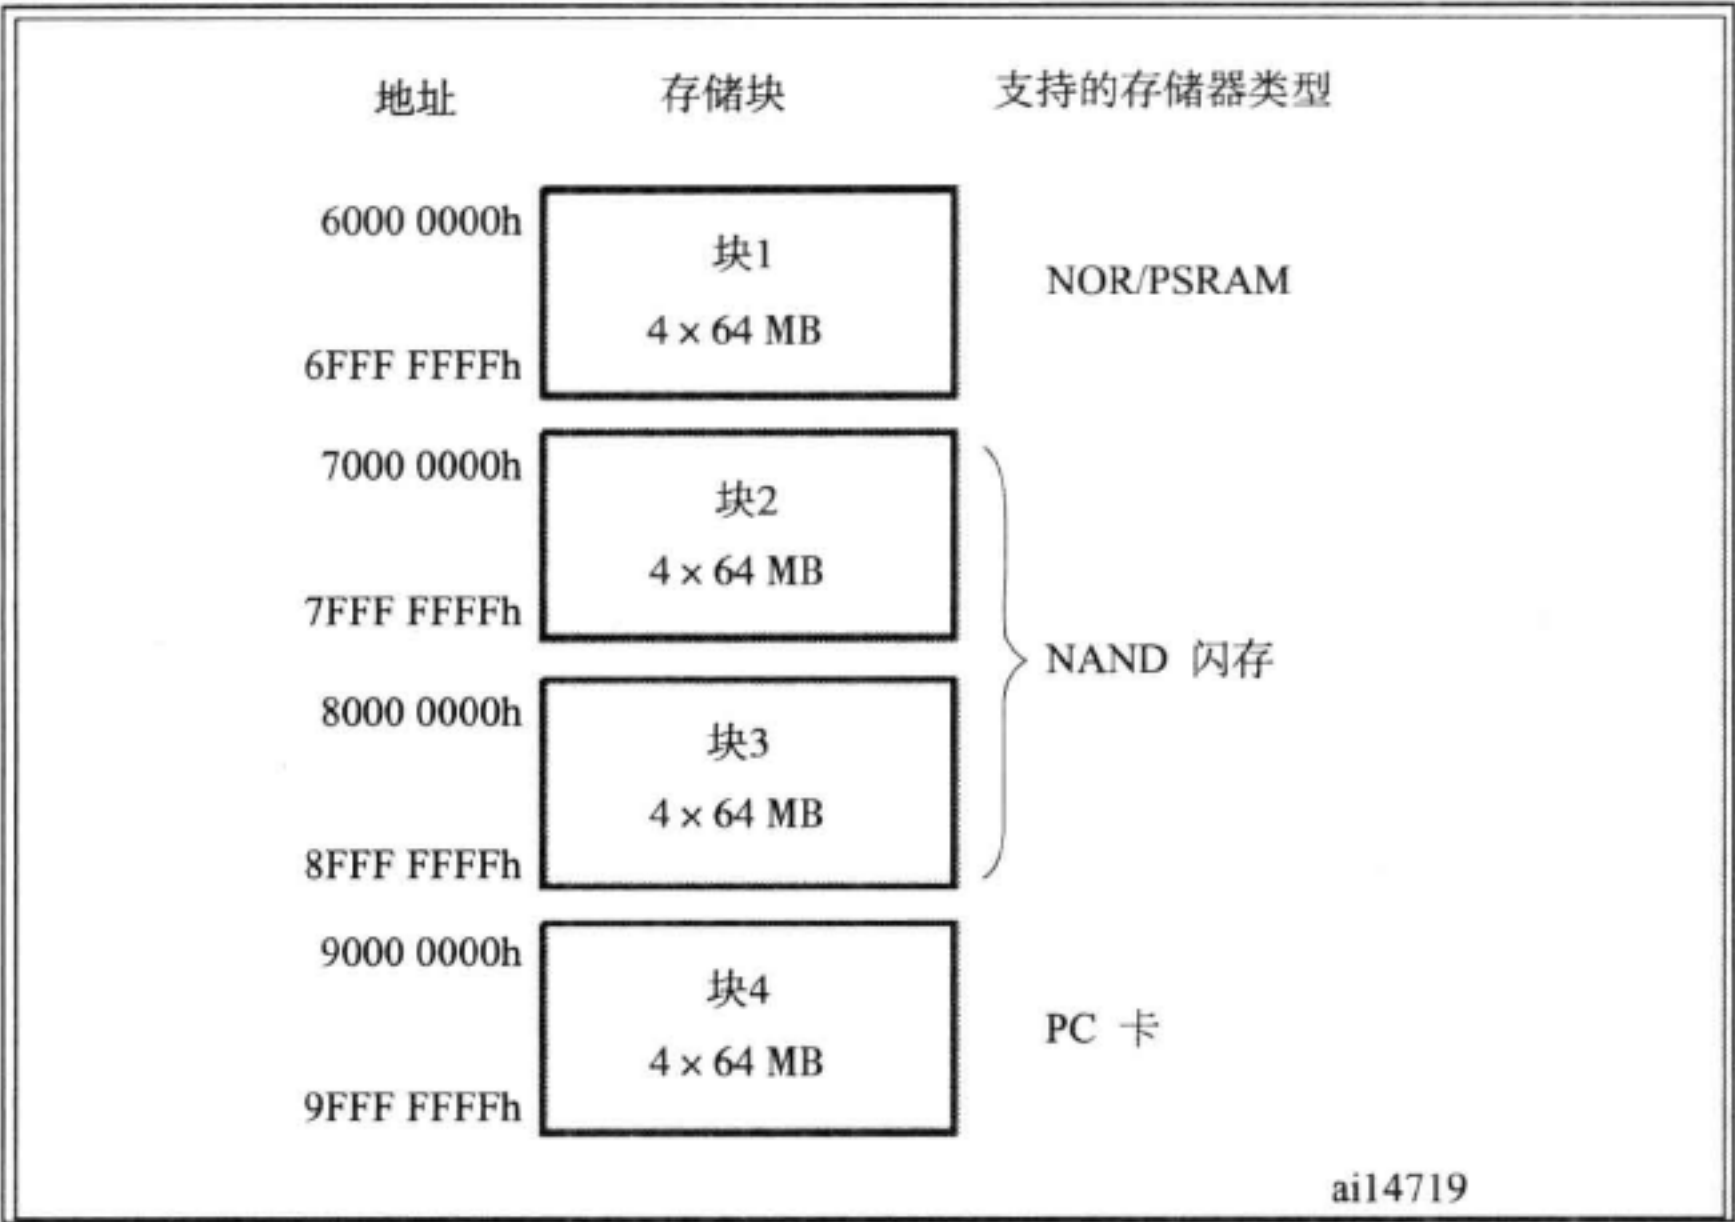 地址 存储块 支持的存储器类型
6000 0000h
块1
NOR/PSRAM
4 × 64 MB
6FFF FFFFh
7000 0000h
块2
4 × 64 MB
7FFF FFFFh
NAND 闪存
8000 0000h
块3
4 × 64 MB
8FFF FFFFh
9000 0000h
块4
PC 卡
4 × 64 MB
9FFF FFFFh
ai14719